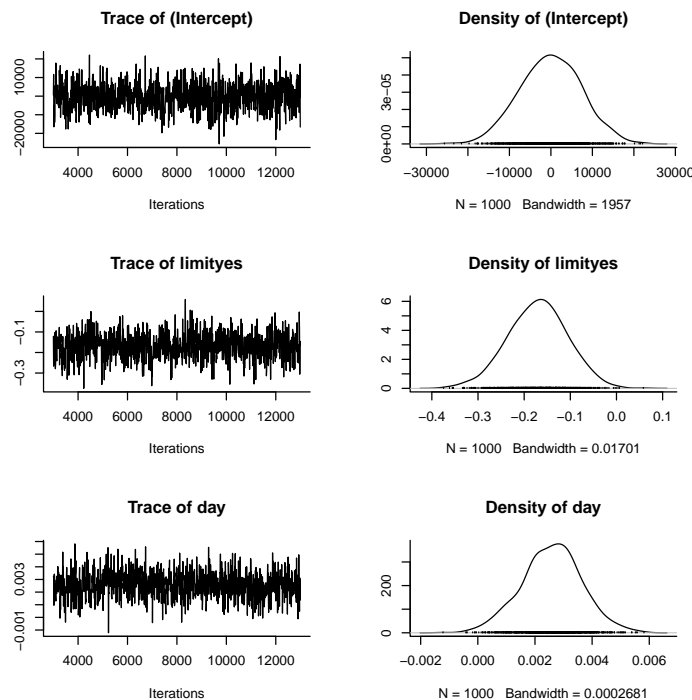 Trace of (Intercept)
10000
−20000
4000 6000 8000 10000 12000
Iterations
Density of (Intercept)
3e−05
0e+00
−30000 −10000 0 10000 30000
N = 1000 Bandwidth = 1957
Trace of limityes
−0.1
−0.3
4000 6000 8000 10000 12000
Iterations
Density of limityes
6
4
2
0
−0.4 −0.3 −0.2 −0.1 0.0 0.1
N = 1000 Bandwidth = 0.01701
Trace of day
0.003
−0.001
4000 6000 8000 10000 12000
Iterations
Density of day
200
0
−0.002 0.000 0.002 0.004 0.006
N = 1000 Bandwidth = 0.0002681